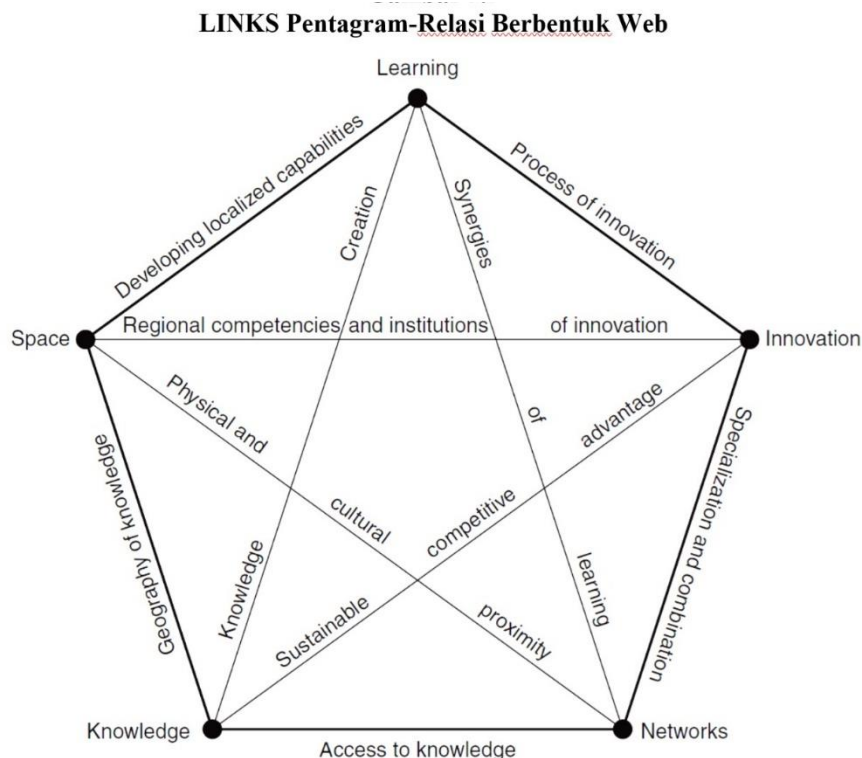 LINKS Pentagram-Relasi Berbentuk Web
Learning
Developing localized capabilities
Process of innovation
Knowledge Creation
Synergies of learning
Space
Regional competencies and institutions of innovation
Innovation
Physical and cultural proximity
Sustainable competitive advantage
Geography of knowledge
Specialization and combination
Knowledge
Networks
Access to knowledge